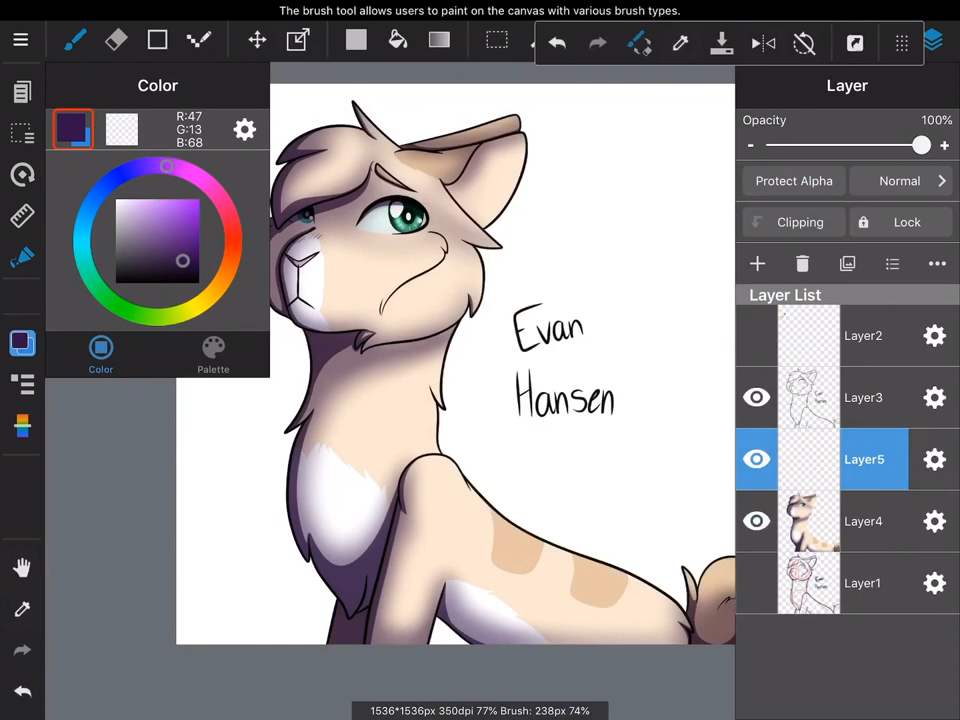 The brush tool allows users to paint on the canvas with various brush types.
Color
R:47
G:13
B:68
Color
Palette
Evan
Hansen
Layer
Opacity 100%
- +
Protect Alpha Normal
Clipping Lock
Layer List
Layer2
Layer3
Layer5
Layer4
Layer1
1536*1536px 350dpi 77% Brush: 238px 74%